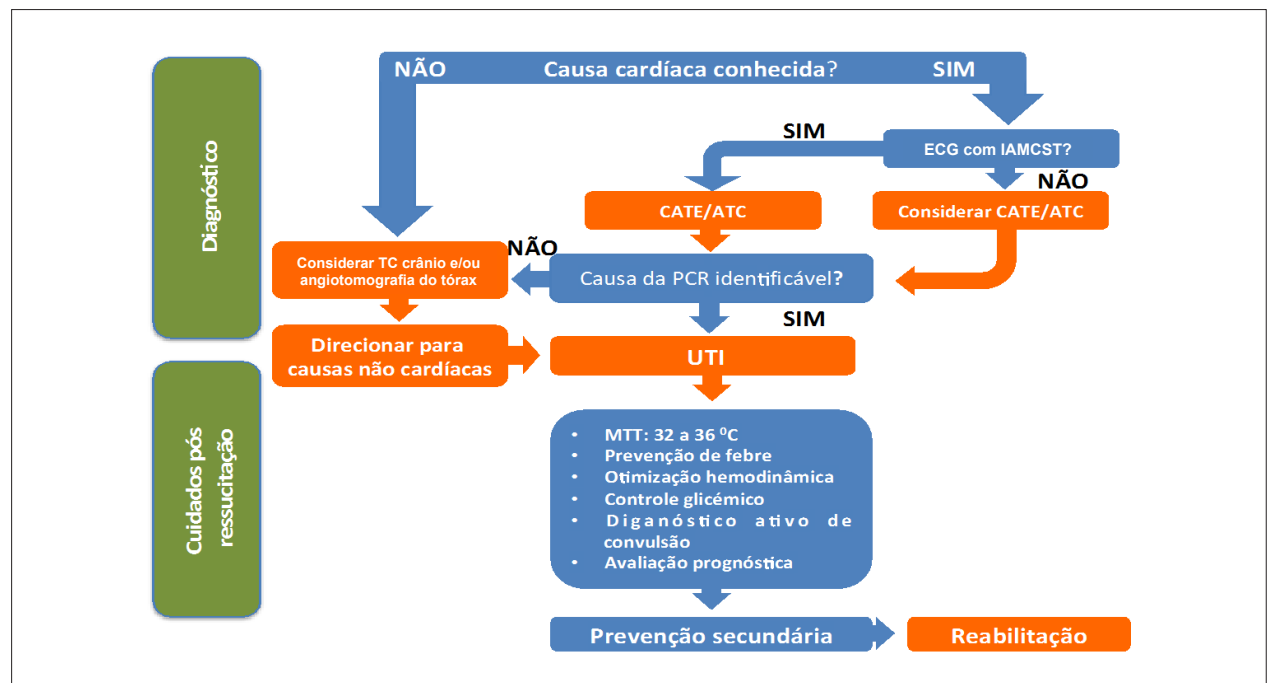 NÃO Causa cardíaca conhecida? SIM
SIM
ECG com IAMCST?
NÃO
CATE/ATC
Considerar CATE/ATC
Diagnóstico
NÃO
Considerar TC crânio e/ou
angiotomografia do tórax
Causa da PCR identificável?
SIM
Direcionar para
causas não cardíacas
UTI
Cuidados pós
ressucitação
• MTT: 32 a 36 ⁰C
• Prevenção de febre
• Otimização hemodinâmica
• Controle glicémico
• Diganóstico ativo de
convulsão
• Avaliação prognóstica
Prevenção secundária
Reabilitação